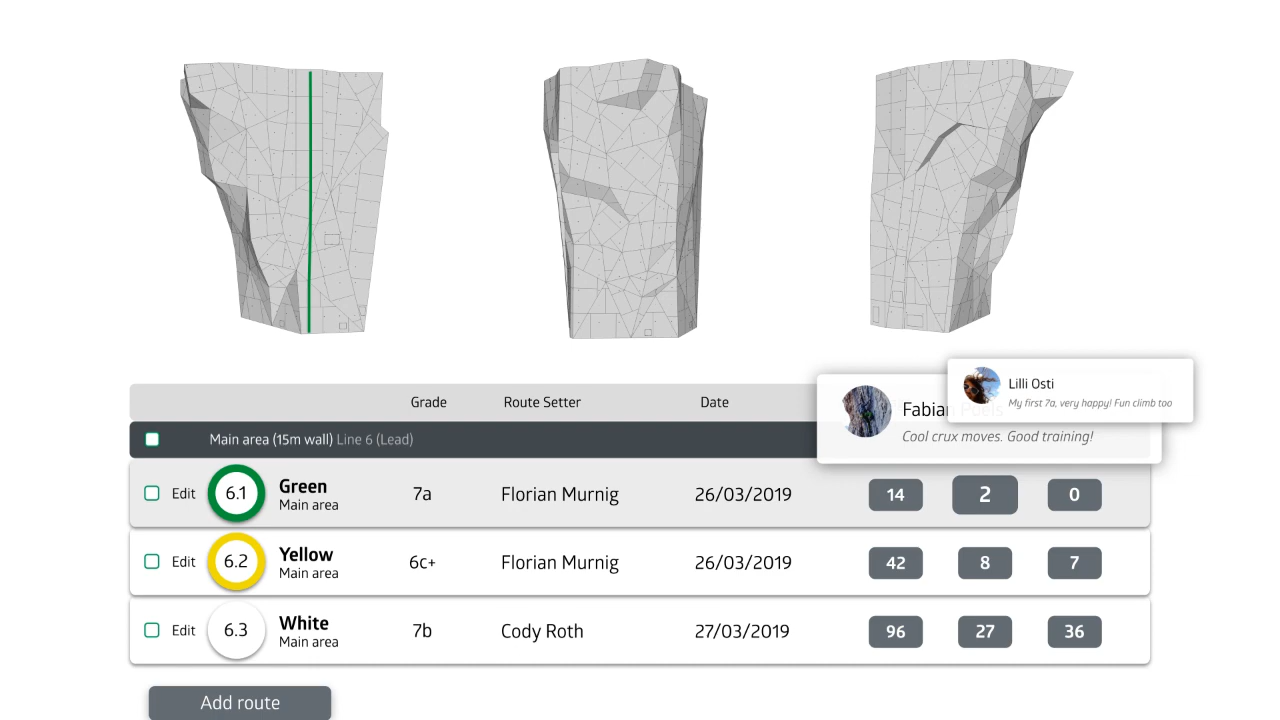 Lilli Osti
My first 7a, very happy! Fun climb too
Fabian
Cool crux moves. Good training!
Grade Route Setter Date
Main area (15m wall) Line 6 (Lead)
Edit 6.1 Green 7a Florian Murnig 26/03/2019 14 2 0
Main area
Edit 6.2 Yellow 6c+ Florian Murnig 26/03/2019 42 8 7
Main area
Edit 6.3 White 7b Cody Roth 27/03/2019 96 27 36
Main area
Add route